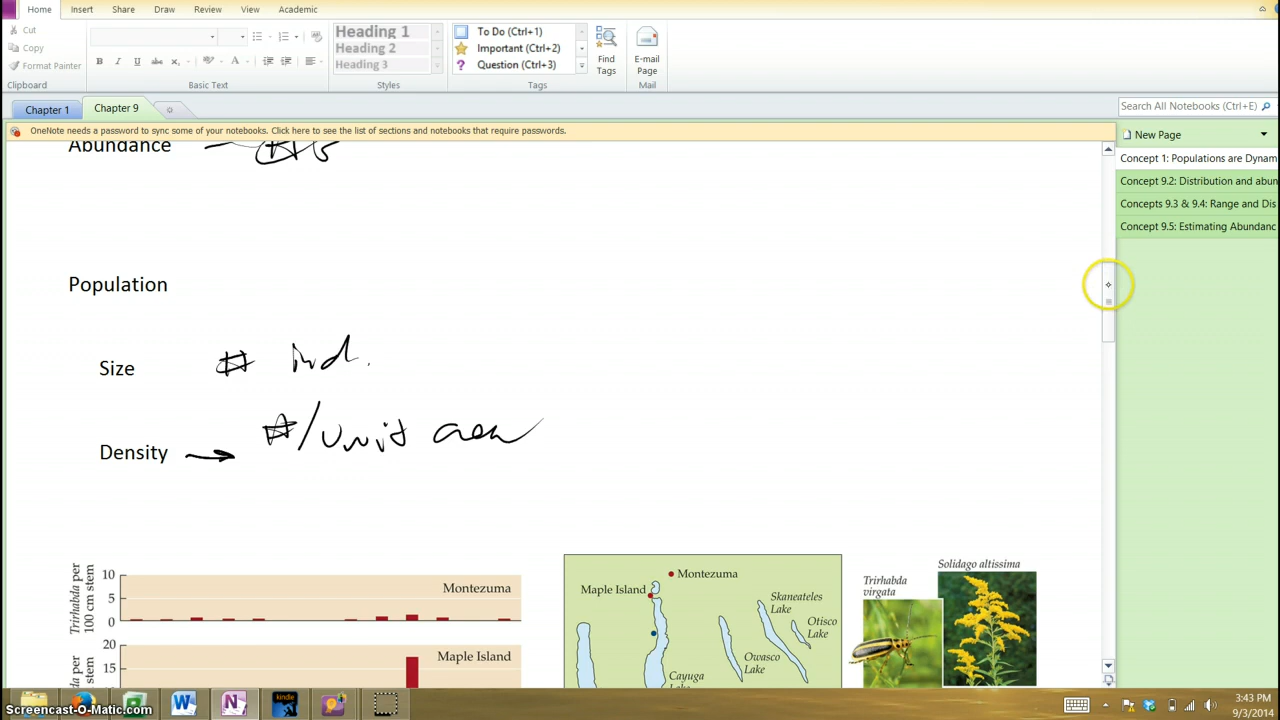 Home Insert Share Draw Review View Academic
Cut
Copy
Format Painter
Clipboard
B I U abc X₂ A
Basic Text
Heading 1
Heading 2
Heading 3
Styles
To Do (Ctrl+1)
Important (Ctrl+2)
Question (Ctrl+3)
Tags
Find
Tags
E-mail
Page
Mail
Chapter 1 Chapter 9
Search All Notebooks (Ctrl+E)
OneNote needs a password to sync some of your notebooks. Click here to see the list of sections and notebooks that require passwords.
New Page
Concept 1: Populations are Dynam
Concept 9.2: Distribution and abun
Concepts 9.3 & 9.4: Range and Dis
Concept 9.5: Estimating Abundanc
Abundance
Population
Size # ind.
Density → #/unit area
Trirhabda per
100 cm stem
10
5
0
Montezuma
20
15
Maple Island
Montezuma
Maple Island
Skaneateles
Lake
Otisco
Lake
Owasco
Lake
Cayuga
Lake
Trirhabda
virgata
Solidago altissima
Screencast-O-Matic.com
kindle
3:43 PM
9/3/2014